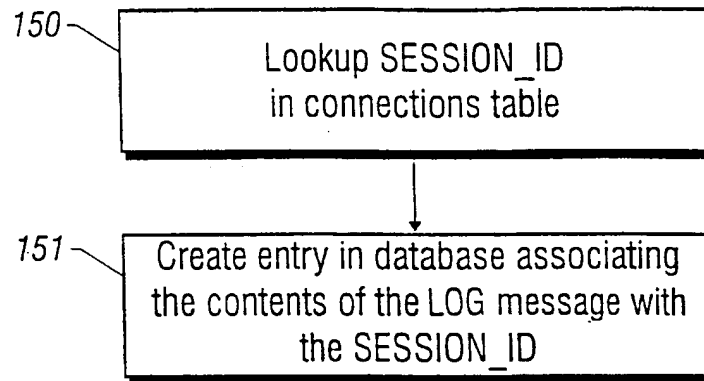 150
Lookup SESSION_ID
in connections table
151
Create entry in database associating
the contents of the LOG message with
the SESSION_ID